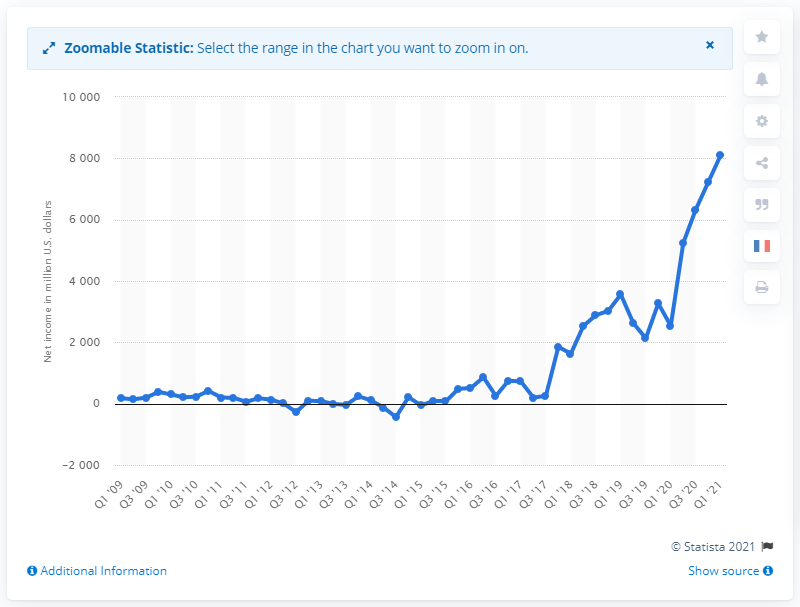 Zoomable Statistic: Select the range in the chart you want to zoom in on.
×
10 000
8 000
6 000
4 000
2 000
0
−2 000
Net income in million U.S. dollars
Q1 '09
Q3 '09
Q1 '10
Q3 '10
Q1 '11
Q3 '11
Q1 '12
Q3 '12
Q1 '13
Q3 '13
Q1 '14
Q3 '14
Q1 '15
Q3 '15
Q1 '16
Q3 '16
Q1 '17
Q3 '17
Q1 '18
Q3 '18
Q1 '19
Q3 '19
Q1 '20
Q3 '20
Q1 '21
© Statista 2021
Additional Information
Show source